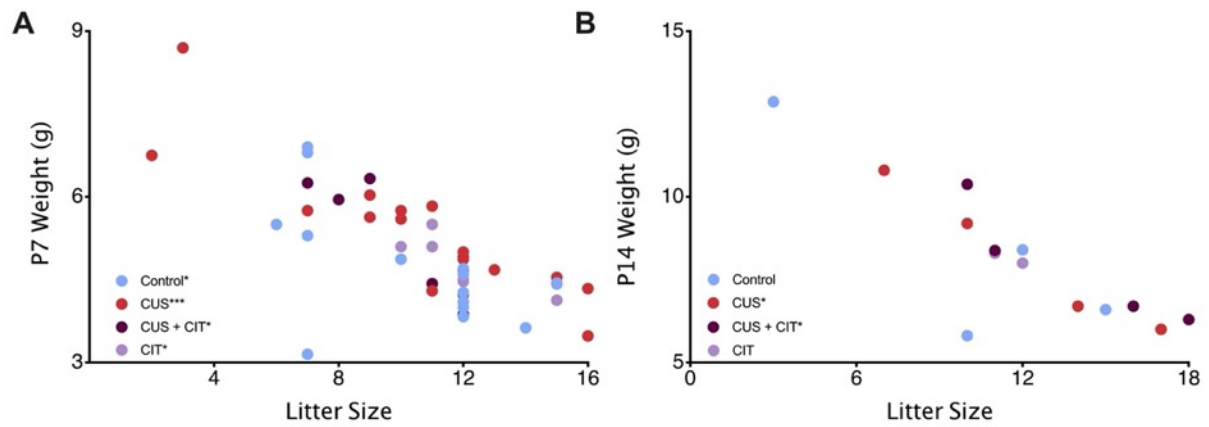 A
9
6
3
4
8
12
16
P7 Weight (g)
Litter Size
Control*
CUS***
CUS + CIT*
CIT*
B
15
10
5
0
6
12
18
P14 Weight (g)
Litter Size
Control
CUS*
CUS + CIT*
CIT